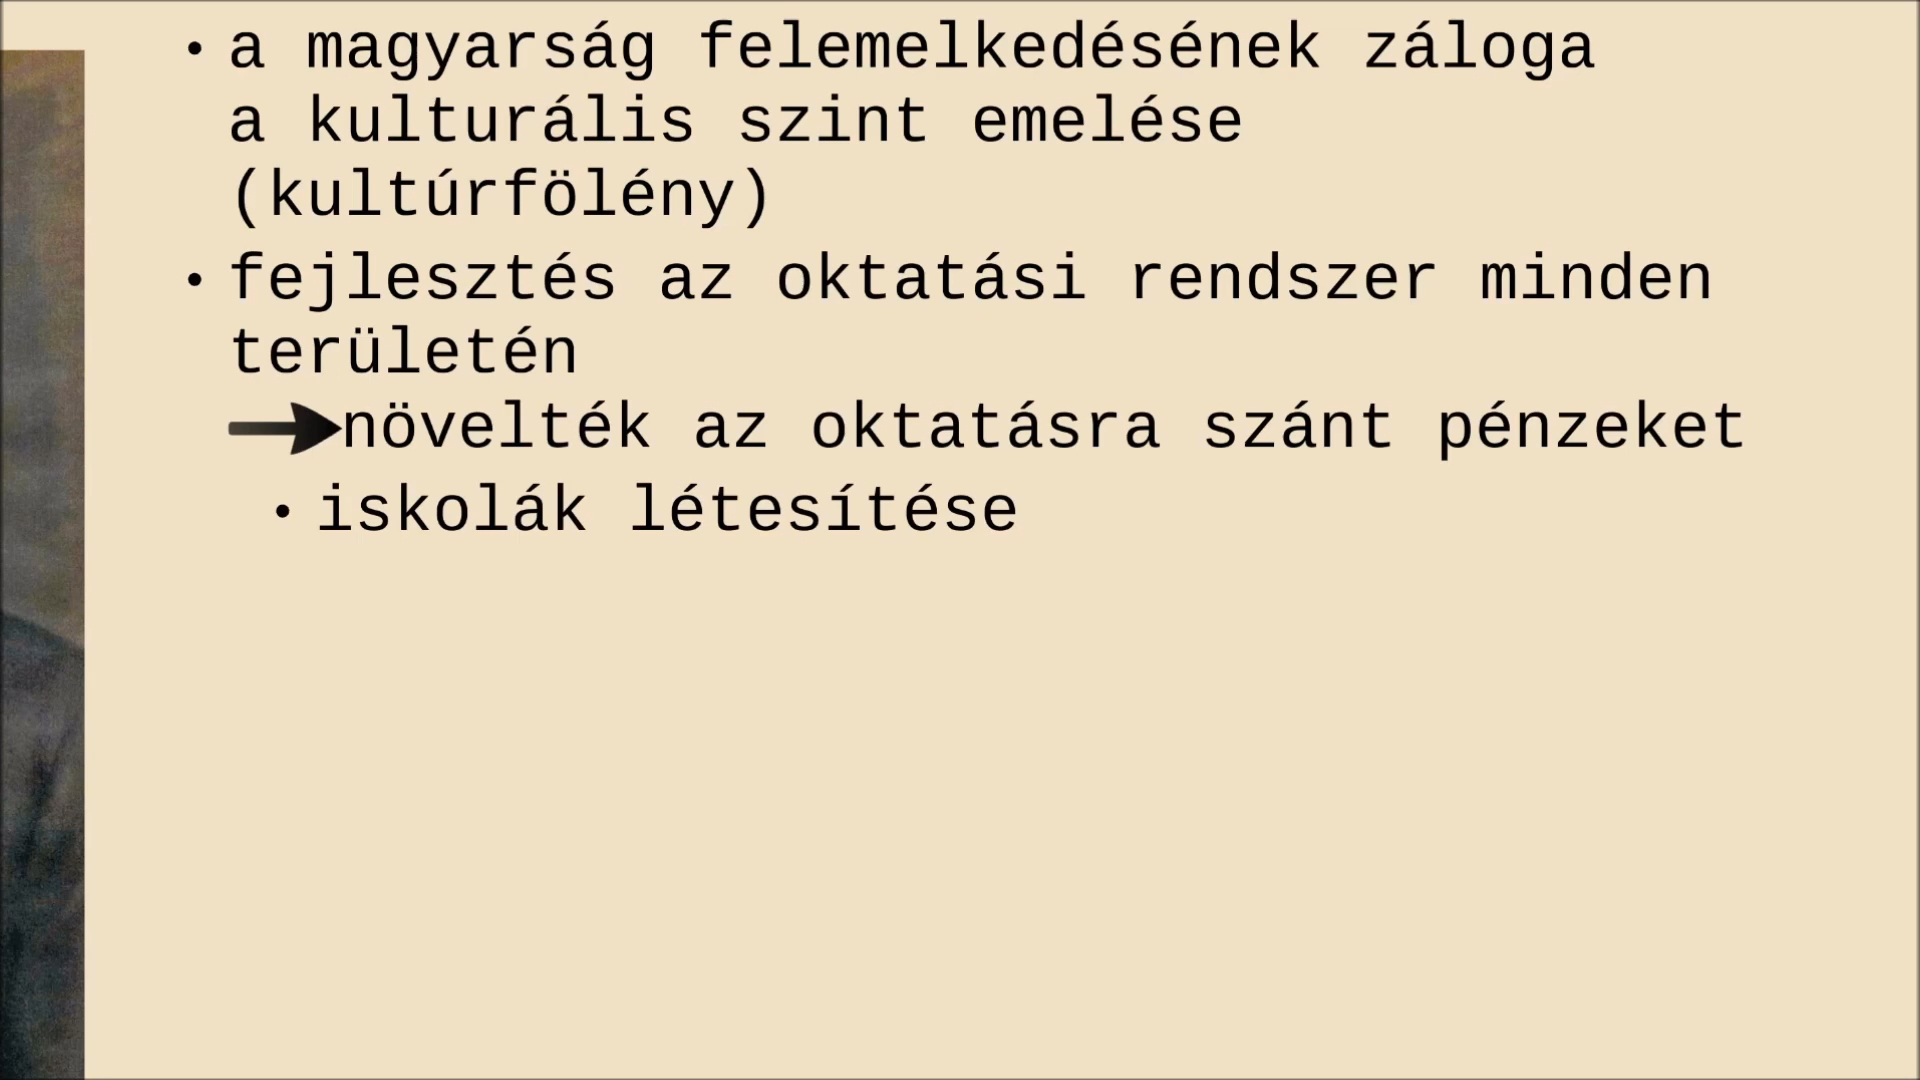 • a magyarság felemelkedésének záloga
a kulturális szint emelése
(kultúrfölény)
• fejlesztés az oktatási rendszer minden
területén
növelték az oktatásra szánt pénzeket
• iskolák létesítése